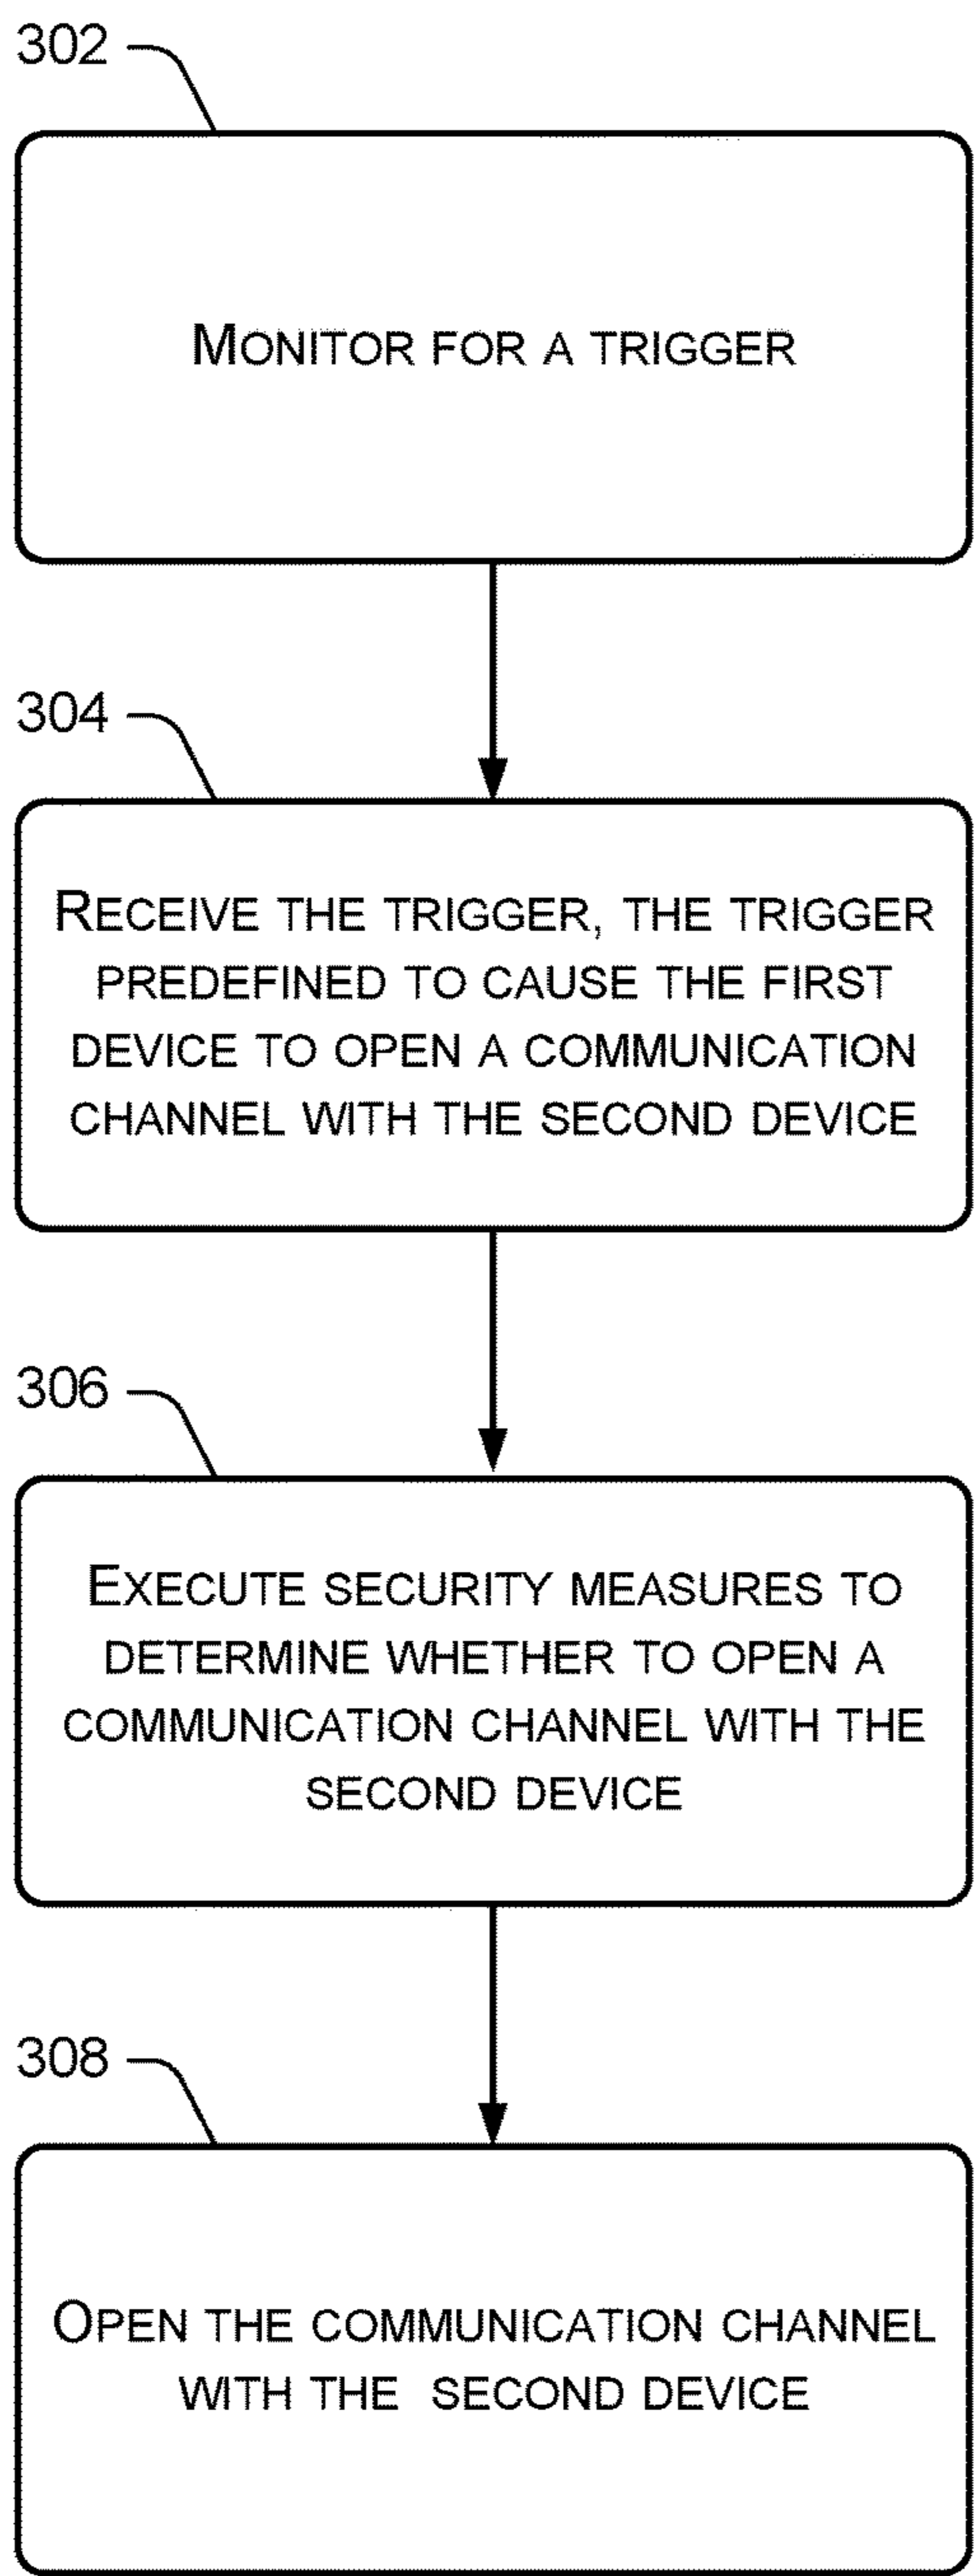 302
MONITOR FOR A TRIGGER
304
RECEIVE THE TRIGGER, THE TRIGGER
PREDEFINED TO CAUSE THE FIRST
DEVICE TO OPEN A COMMUNICATION
CHANNEL WITH THE SECOND DEVICE
306
EXECUTE SECURITY MEASURES TO
DETERMINE WHETHER TO OPEN A
COMMUNICATION CHANNEL WITH THE
SECOND DEVICE
308
OPEN THE COMMUNICATION CHANNEL
WITH THE SECOND DEVICE